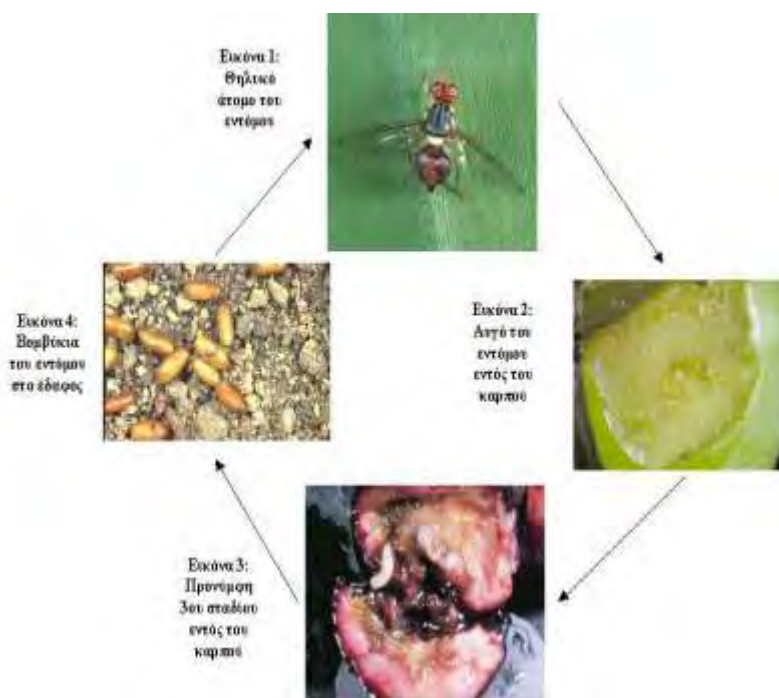 Εικόνα 1:
Θηλυκό
άτομο του
εντόμου
Εικόνα 2:
Αυγό του
εντόμου
εντός του
καρπού
Εικόνα 3:
Προνύμφη
3ου σταδίου
εντός του
καρπού
Εικόνα 4:
Βομβύκια
του εντόμου
στο έδαφος